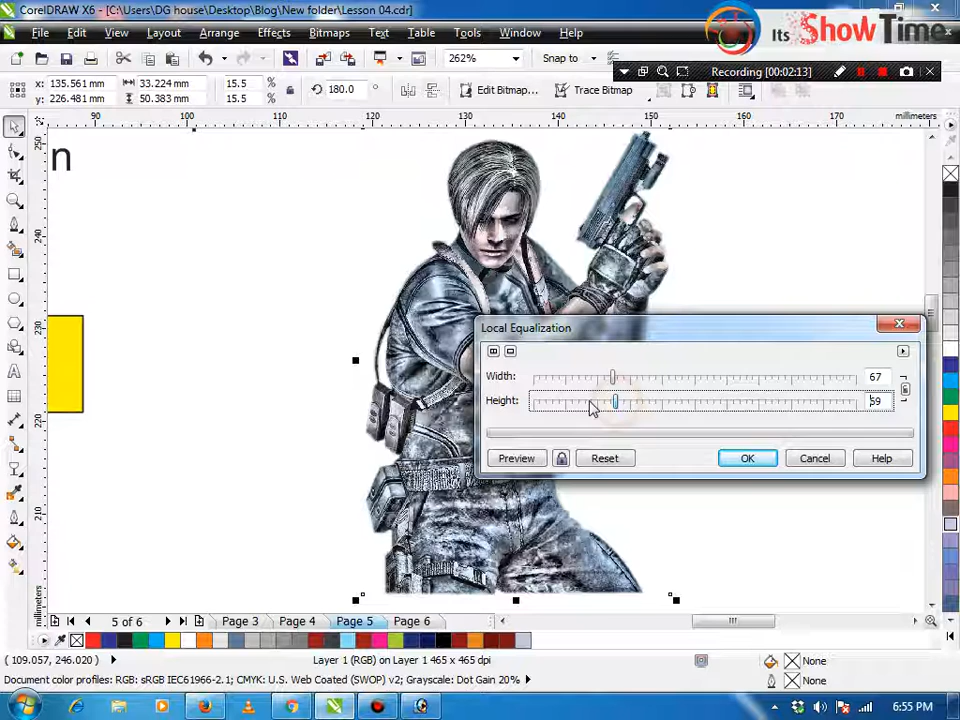 CorelDRAW X6 - [C:\Users\DG house\Desktop\Blog\New folder\Lesson 04.cdr]
Its ShowTime
File Edit View Layout Arrange Effects Bitmaps Text Table Tools Window Help
262% Snap to
Recording [00:02:13]
x: 135.561 mm 33.224 mm 15.5 % 180.0 ° Edit Bitmap... Trace Bitmap
y: 226.481 mm 50.383 mm 15.5 %
90 100 110 120 130 140 150 160 170 millimeters
250
240
230
220
210
millimeters
n
Local Equalization
Width: 67
Height: 59
Preview Reset OK Cancel Help
5 of 6 Page 3 Page 4 Page 5 Page 6
( 109.057, 246.020 ) Layer 1 (RGB) on Layer 1 465 x 465 dpi None
Document color profiles: RGB: sRGB IEC61966-2.1; CMYK: U.S. Web Coated (SWOP) v2; Grayscale: Dot Gain 20% None
6:55 PM